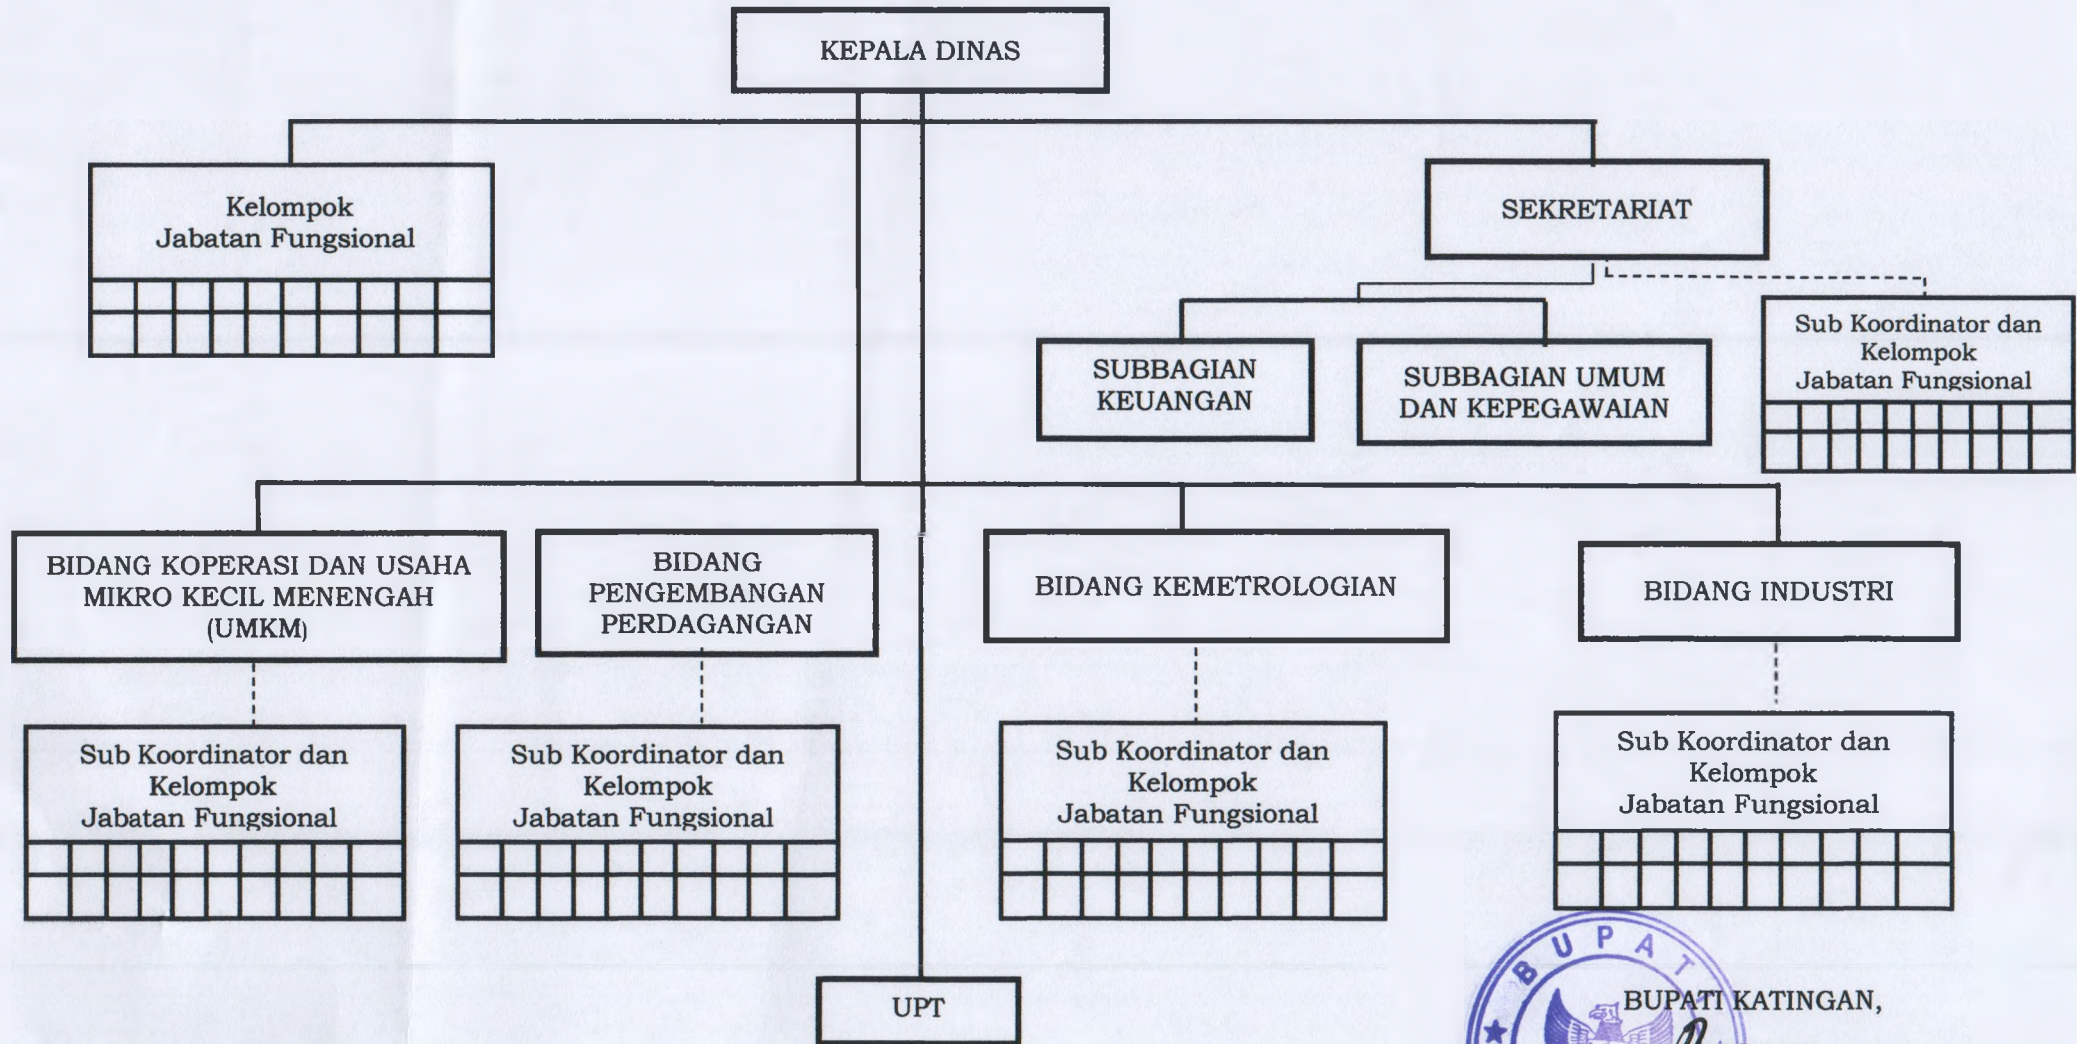 KEPALA DINAS
Kelompok
Jabatan Fungsional
SEKRETARIAT
SUBBAGIAN
KEUANGAN
SUBBAGIAN UMUM
DAN KEPEGAWAIAN
Sub Koordinator dan
Kelompok
Jabatan Fungsional
BIDANG KOPERASI DAN USAHA
MIKRO KECIL MENENGAH
(UMKM)
BIDANG
PENGEMBANGAN
PERDAGANGAN
BIDANG KEMETROLOGIAN
BIDANG INDUSTRI
Sub Koordinator dan
Kelompok
Jabatan Fungsional
Sub Koordinator dan
Kelompok
Jabatan Fungsional
Sub Koordinator dan
Kelompok
Jabatan Fungsional
Sub Koordinator dan
Kelompok
Jabatan Fungsional
UPT
BUPATI
BUPATI KATINGAN,